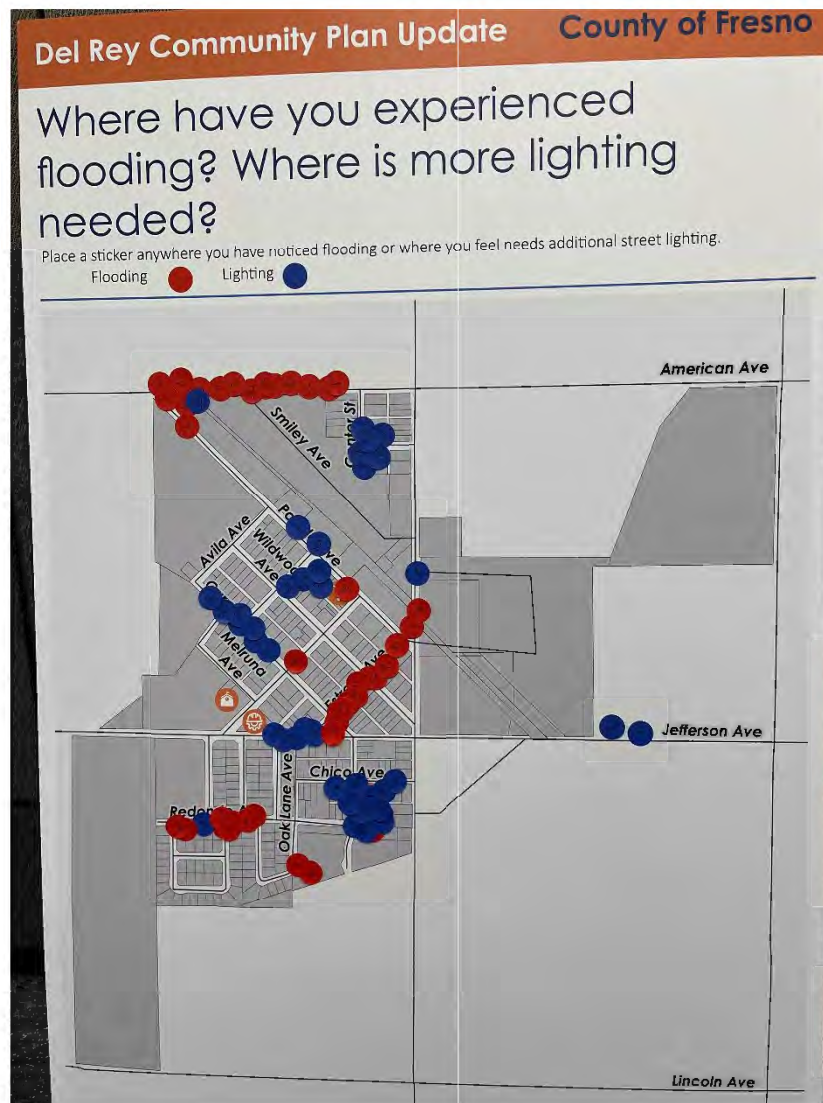 Del Rey Community Plan Update
County of Fresno
Where have you experienced
flooding? Where is more lighting
needed?
Place a sticker anywhere you have noticed flooding or where you feel needs additional street lighting.
Flooding
Lighting
American Ave
Smiley Ave
Avila Ave
Ave
Melruna
Ave
Ave
Jefferson Ave
Chico Ave
Oak Lane Ave
Lincoln Ave